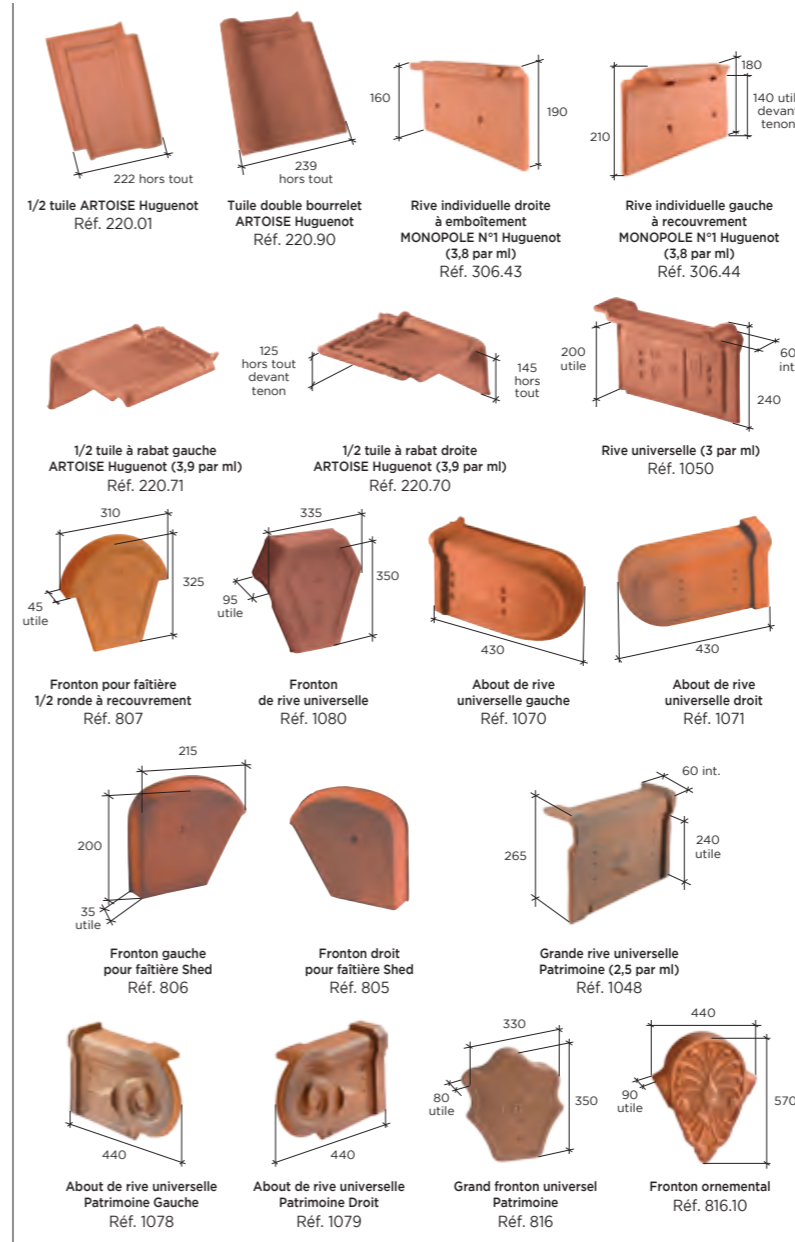 222 hors tout
1/2 tuile ARTOISE Huguenot
Réf. 220.01
239
hors tout
Tuile double bourrelet
ARTOISE Huguenot
Réf. 220.90
160
190
Rive individuelle droite
à emboîtement
MONOPOLE N°1 Huguenot
(3,8 par ml)
Réf. 306.43
180
140 util
devant
tenon
210
Rive individuelle gauche
à recouvrement
MONOPOLE N°1 Huguenot
(3,8 par ml)
Réf. 306.44
1/2 tuile à rabat gauche
ARTOISE Huguenot (3,9 par ml)
Réf. 220.71
125
hors tout
devant
tenon
145
hors
tout
1/2 tuile à rabat droite
ARTOISE Huguenot (3,9 par ml)
Réf. 220.70
200
utile
60
int
240
Rive universelle (3 par ml)
Réf. 1050
310
325
45
utile
Fronton pour faîtière
1/2 ronde à recouvrement
Réf. 807
335
350
95
utile
Fronton
de rive universelle
Réf. 1080
430
About de rive
universelle gauche
Réf. 1070
430
About de rive
universelle droit
Réf. 1071
215
200
35
utile
Fronton gauche
pour faîtière Shed
Réf. 806
Fronton droit
pour faîtière Shed
Réf. 805
60 int.
265
240
utile
Grande rive universelle
Patrimoine (2,5 par ml)
Réf. 1048
440
About de rive universelle
Patrimoine Gauche
Réf. 1078
440
About de rive universelle
Patrimoine Droit
Réf. 1079
330
80
utile
350
Grand fronton universel
Patrimoine
Réf. 816
440
90
utile
570
Fronton ornemental
Réf. 816.10